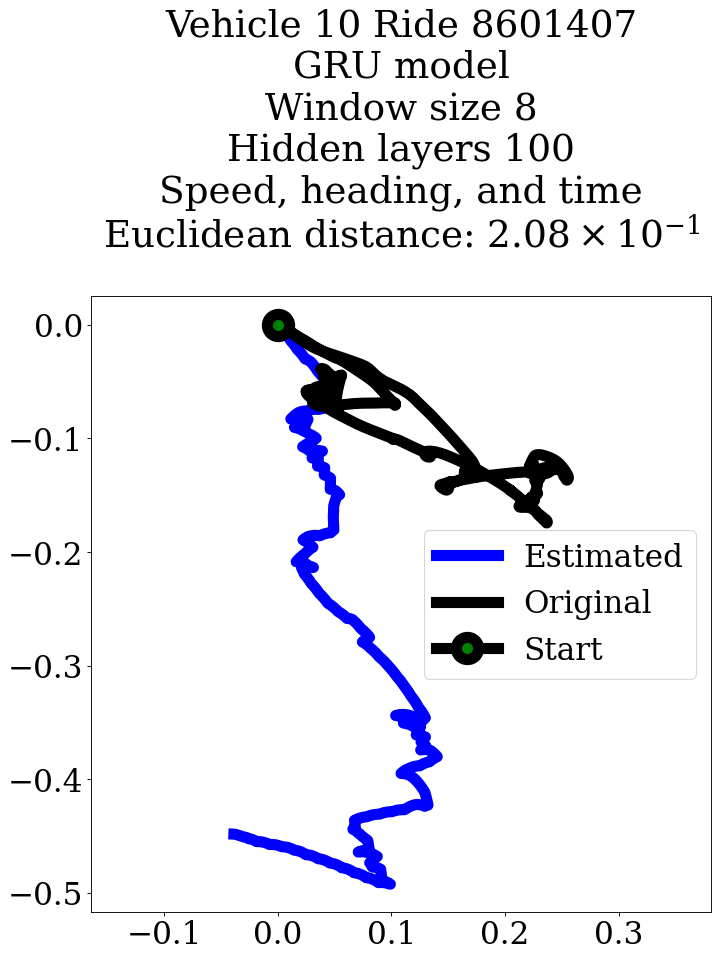 Vehicle 10 Ride 8601407
GRU model
Window size 8
Hidden layers 100
Speed, heading, and time
Euclidean distance: 2.08 × 10⁻¹
0.0
−0.1
−0.2
−0.3
−0.4
−0.5
Estimated
Original
Start
−0.1 0.0 0.1 0.2 0.3